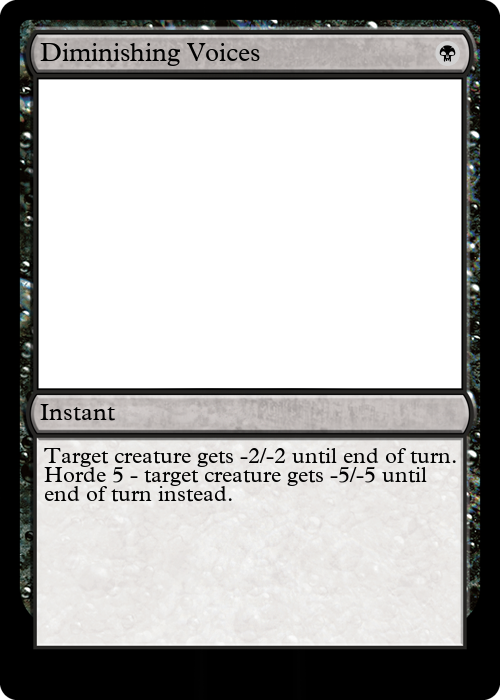 Diminishing Voices
Instant
Target creature gets -2/-2 until end of turn.
Horde 5 - target creature gets -5/-5 until
end of turn instead.